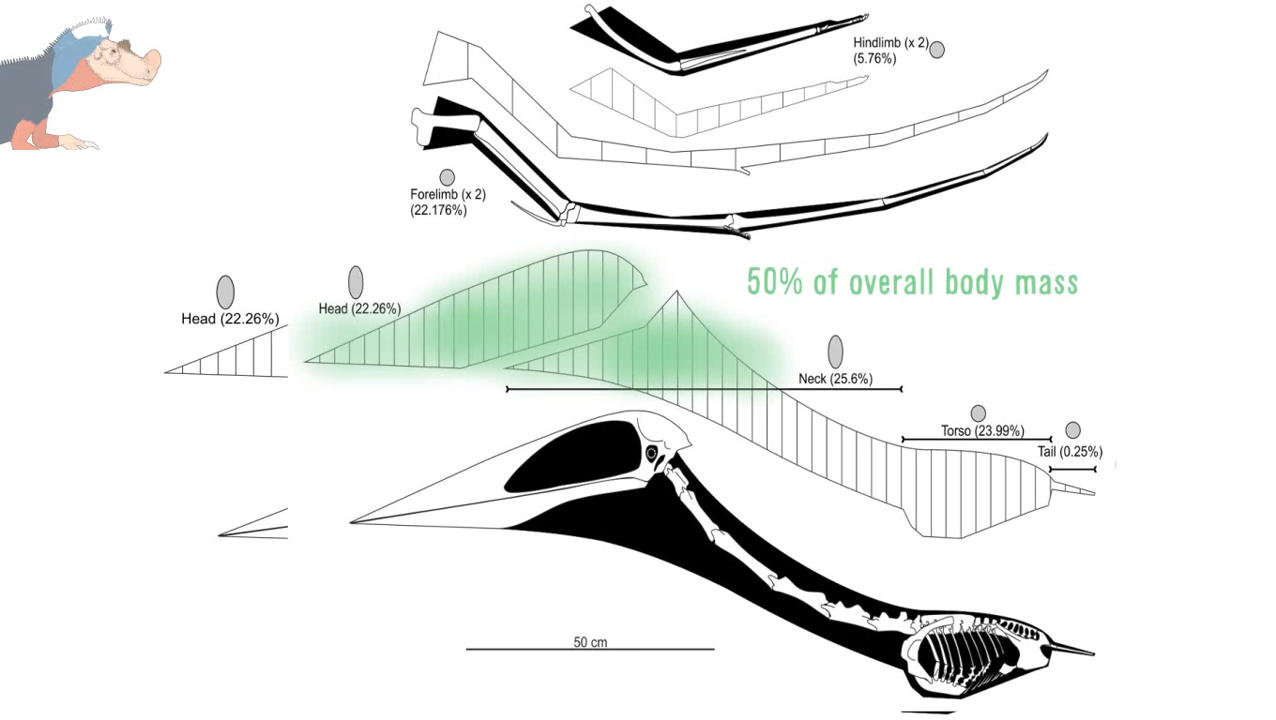 Hindlimb (x 2)
(5.76%)
Forelimb (x 2)
(22.176%)
50% of overall body mass
Head (22.26%)
Head (22.26%)
Neck (25.6%)
Torso (23.99%)
Tail (0.25%)
50 cm